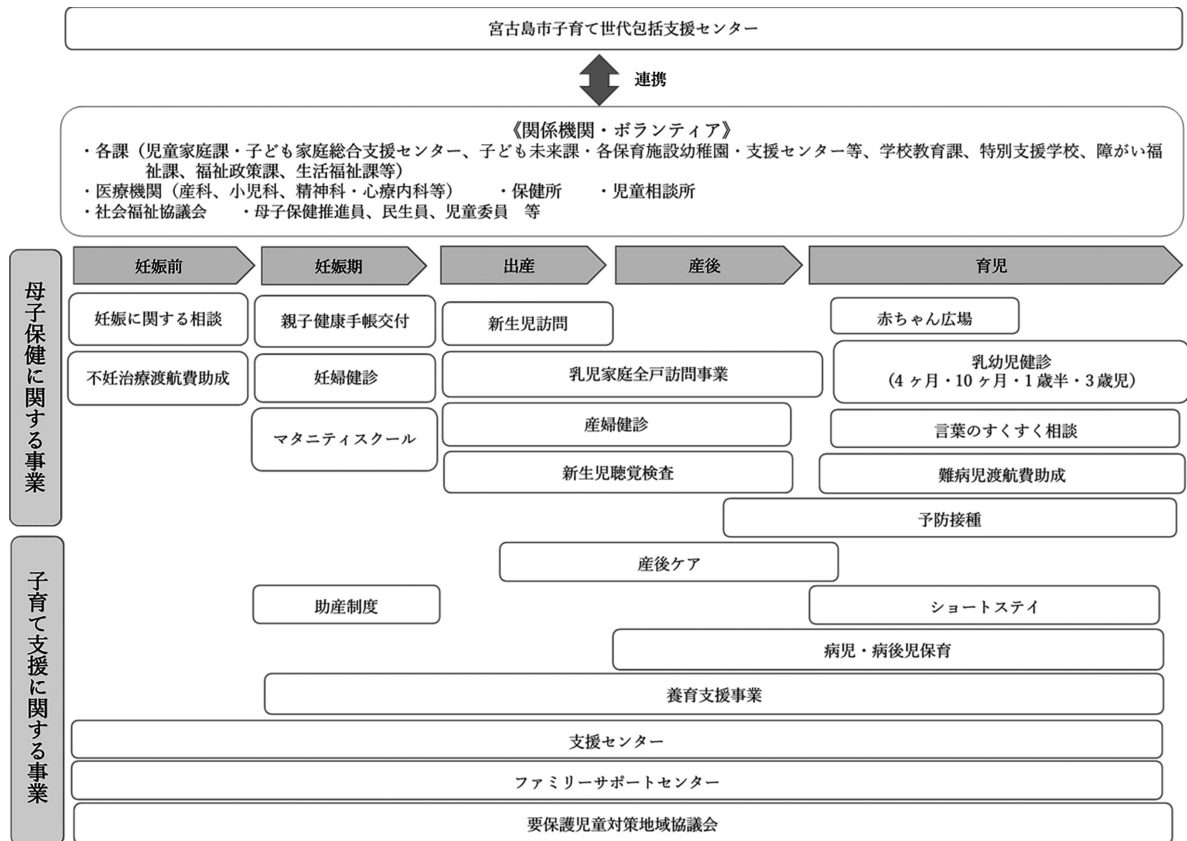 宮古島市子育て世代包括支援センター
連携
《関係機関・ボランティア》
・各課（児童家庭課・子ども家庭総合支援センター、子ども未来課・各保育施設幼稚園・支援センター等、学校教育課、特別支援学校、障がい福
祉課、福祉政策課、生活福祉課等）
・医療機関（産科、小児科、精神科・心療内科等） ・保健所 ・児童相談所
・社会福祉協議会 ・母子保健推進員、民生員、児童委員 等
妊娠前 妊娠期 出産 産後 育児
母子保健に関する事業
妊娠に関する相談
不妊治療渡航費助成
親子健康手帳交付
妊婦健診
マタニティスクール
新生児訪問
乳児家庭全戸訪問事業
産婦健診
新生児聴覚検査
赤ちゃん広場
乳幼児健診
（4 ヶ月・10 ヶ月・1 歳半・3 歳児）
言葉のすくすく相談
難病児渡航費助成
予防接種
子育て支援に関する事業
産後ケア
助産制度
ショートステイ
病児・病後児保育
養育支援事業
支援センター
ファミリーサポートセンター
要保護児童対策地域協議会